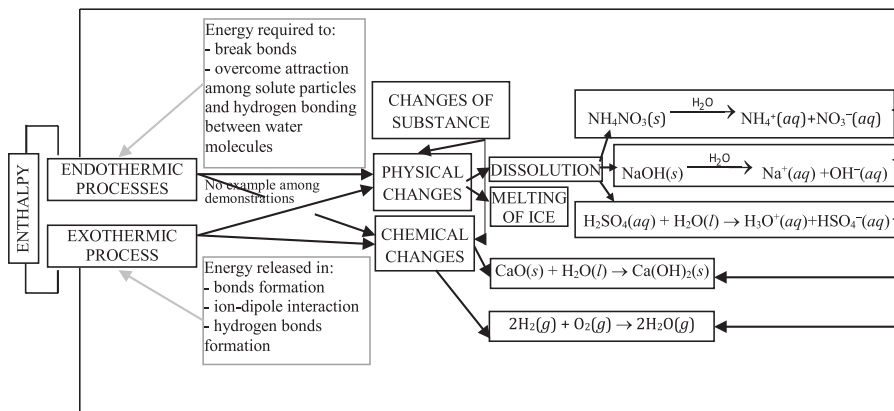 Energy required to:
- break bonds
- overcome attraction
among solute particles
and hydrogen bonding
between water
molecules
CHANGES OF
SUBSTANCE
NH₄NO₃(s) H₂O → NH₄⁺(aq)+NO₃⁻(aq)
ENTHALPY
ENDOTHERMIC
PROCESSES
No example among
demonstrations
PHYSICAL
CHANGES
DISSOLUTION
NaOH(s) H₂O → Na⁺(aq) +OH⁻(aq)
MELTING
OF ICE
H₂SO₄(aq) + H₂O(l) → H₃O⁺(aq)+HSO₄⁻(aq)
EXOTHERMIC
PROCESS
CHEMICAL
CHANGES
Energy released in:
- bonds formation
- ion-dipole interaction
- hydrogen bonds
formation
CaO(s) + H₂O(l) → Ca(OH)₂(s)
2H₂(g) + O₂(g) → 2H₂O(g)